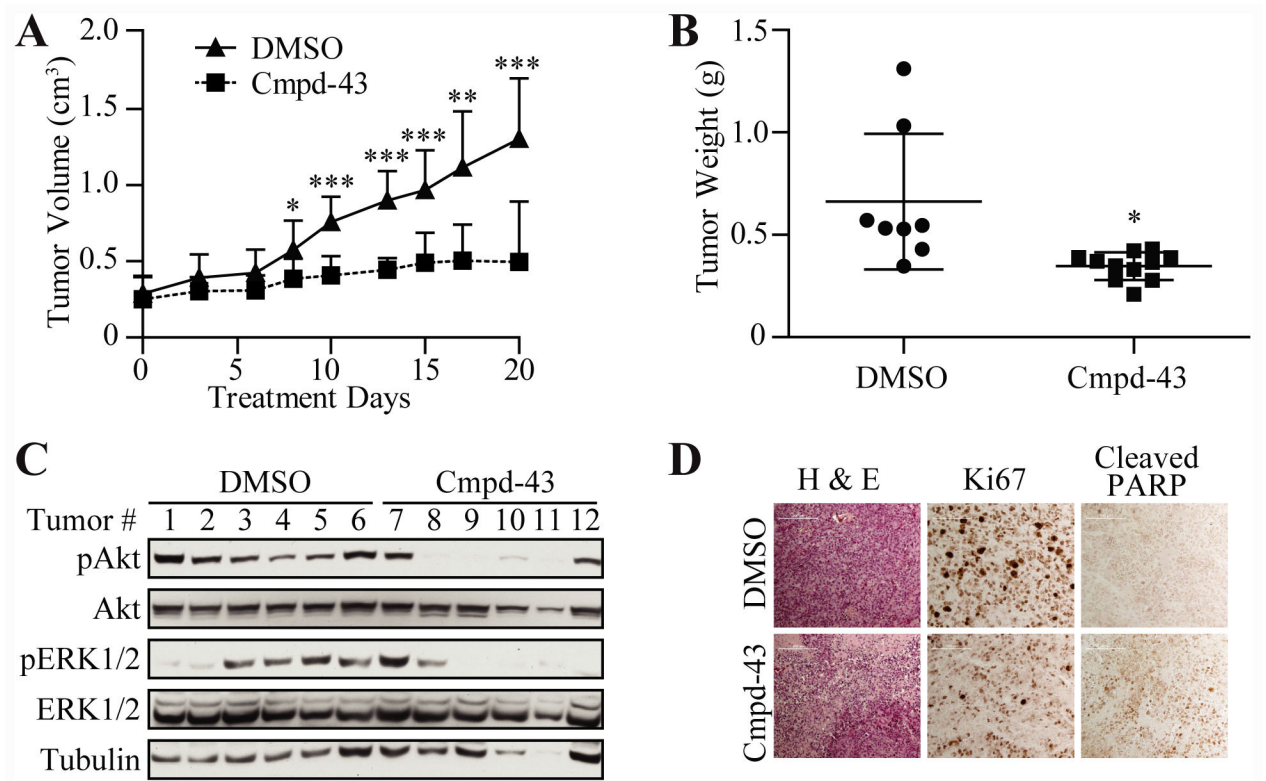 A
Tumor Volume (cm³)
2.0
1.5
1.0
0.5
0
DMSO
Cmpd-43
*
***
***
***
**
***
0 5 10 15 20
Treatment Days
B
Tumor Weight (g)
1.5
1.0
0.5
0
*
DMSO Cmpd-43
C
DMSO Cmpd-43
Tumor # 1 2 3 4 5 6 7 8 9 10 11 12
pAkt
Akt
pERK1/2
ERK1/2
Tubulin
D
H & E Ki67 Cleaved
PARP
DMSO
Cmpd-43